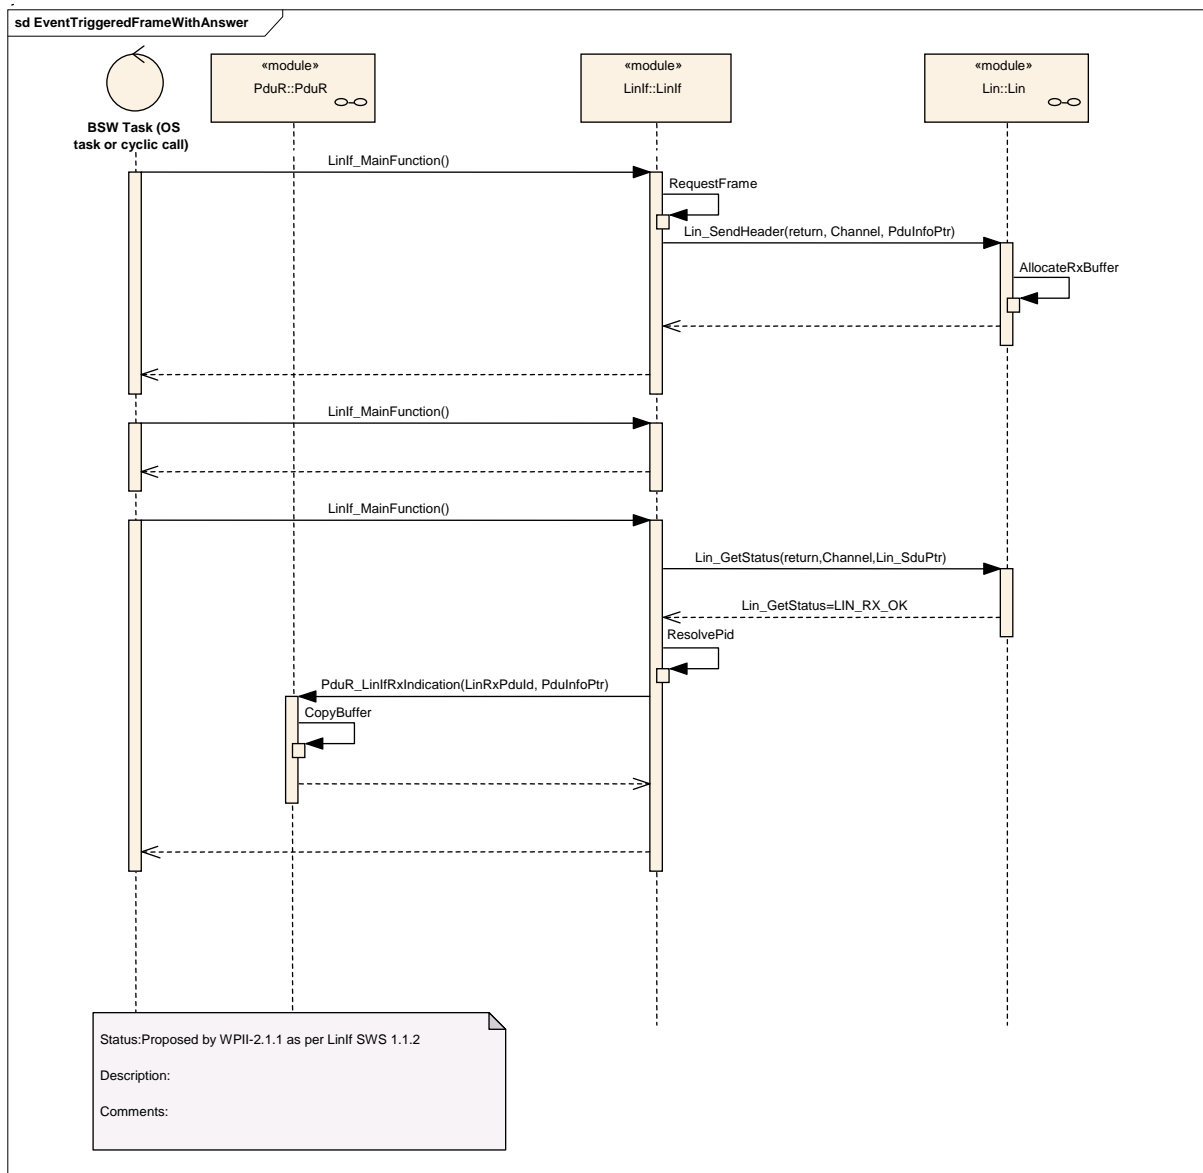 sd EventTriggeredFrameWithAnswer
«module»
PduR::PduR
«module»
LinIf::LinIf
«module»
Lin::Lin
BSW Task (OS
task or cyclic call)
LinIf_MainFunction()
RequestFrame
Lin_SendHeader(return, Channel, PduInfoPtr)
AllocateRxBuffer
LinIf_MainFunction()
LinIf_MainFunction()
Lin_GetStatus(return,Channel,Lin_SduPtr)
Lin_GetStatus=LIN_RX_OK
ResolvePid
PduR_LinIfRxIndication(LinRxPduId, PduInfoPtr)
CopyBuffer
Status:Proposed by WPII-2.1.1 as per LinIf SWS 1.1.2
Description:
Comments: